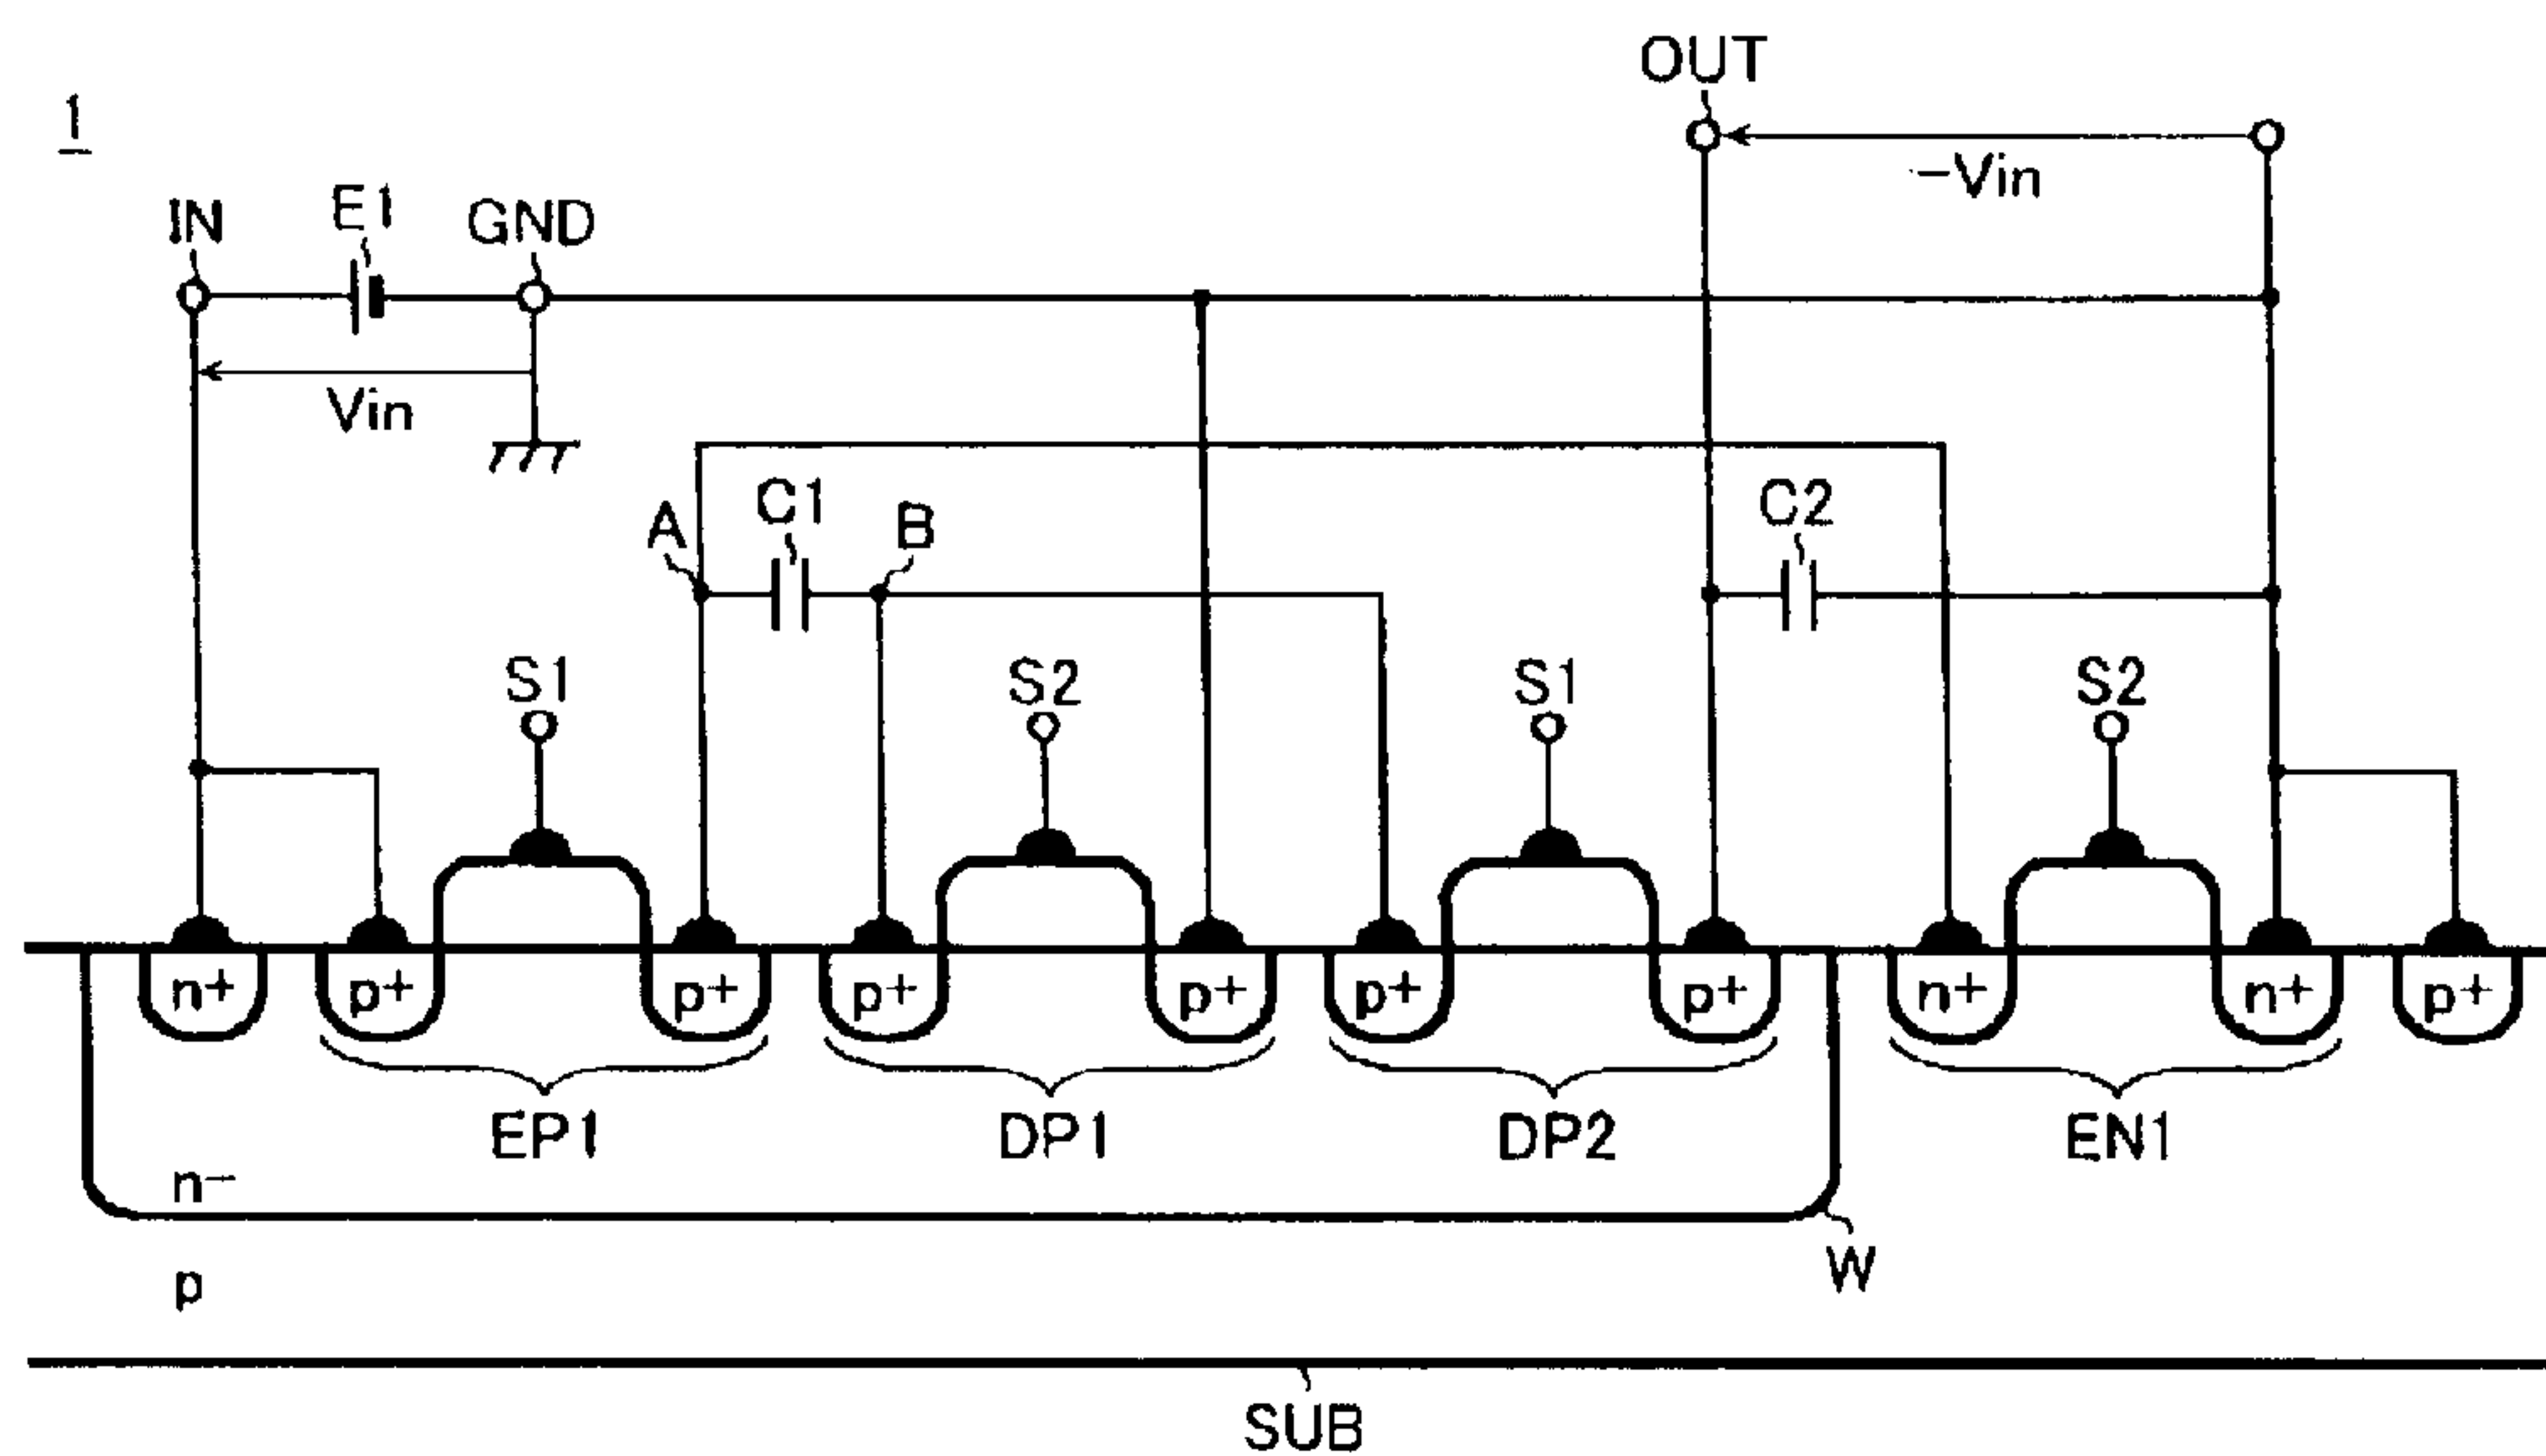 OUT
1
-Vin
IN
E1
GND
Vin
A
C1
B
C2
S1
S2
S1
S2
n+
p+
p+
p+
p+
p+
p+
n+
n+
p+
EP1
DP1
DP2
EN1
n-
W
p
SUB